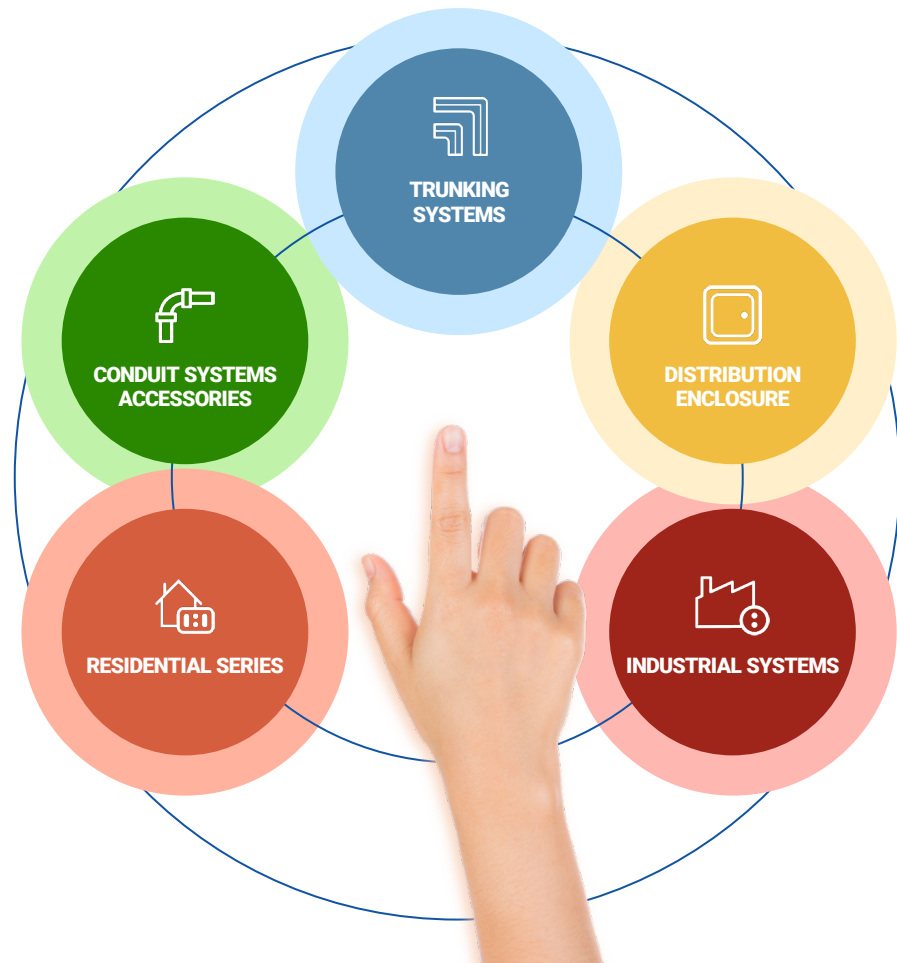 TRUNKING
SYSTEMS
CONDUIT SYSTEMS
ACCESSORIES
DISTRIBUTION
ENCLOSURE
RESIDENTIAL SERIES
INDUSTRIAL SYSTEMS